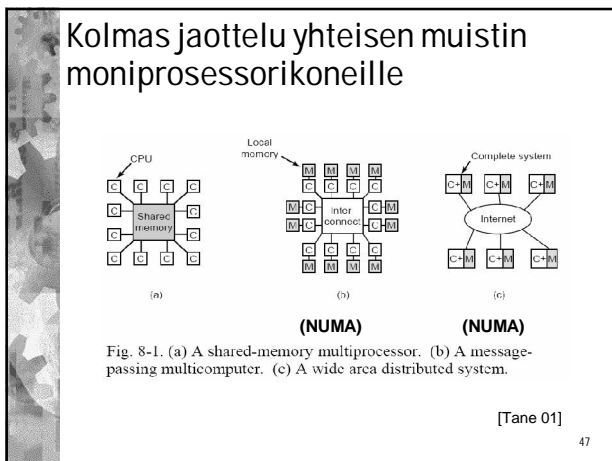 Kolmas jaottelu yhteisen muistin
moniprosessorikoneille
CPU
C C C C
C C
Shared
memory
C C
C C C C
(a)
Local
memory
M M M M
C C C C
M C C M
Inter
connect
M C C M
C C C C
M M M M
(b)
Complete system
C+M C+M C+M
Internet
C+M C+M C+M
(c)
(NUMA) (NUMA)
Fig. 8-1. (a) A shared-memory multiprocessor. (b) A message-
passing multicomputer. (c) A wide area distributed system.
[Tane 01]
47